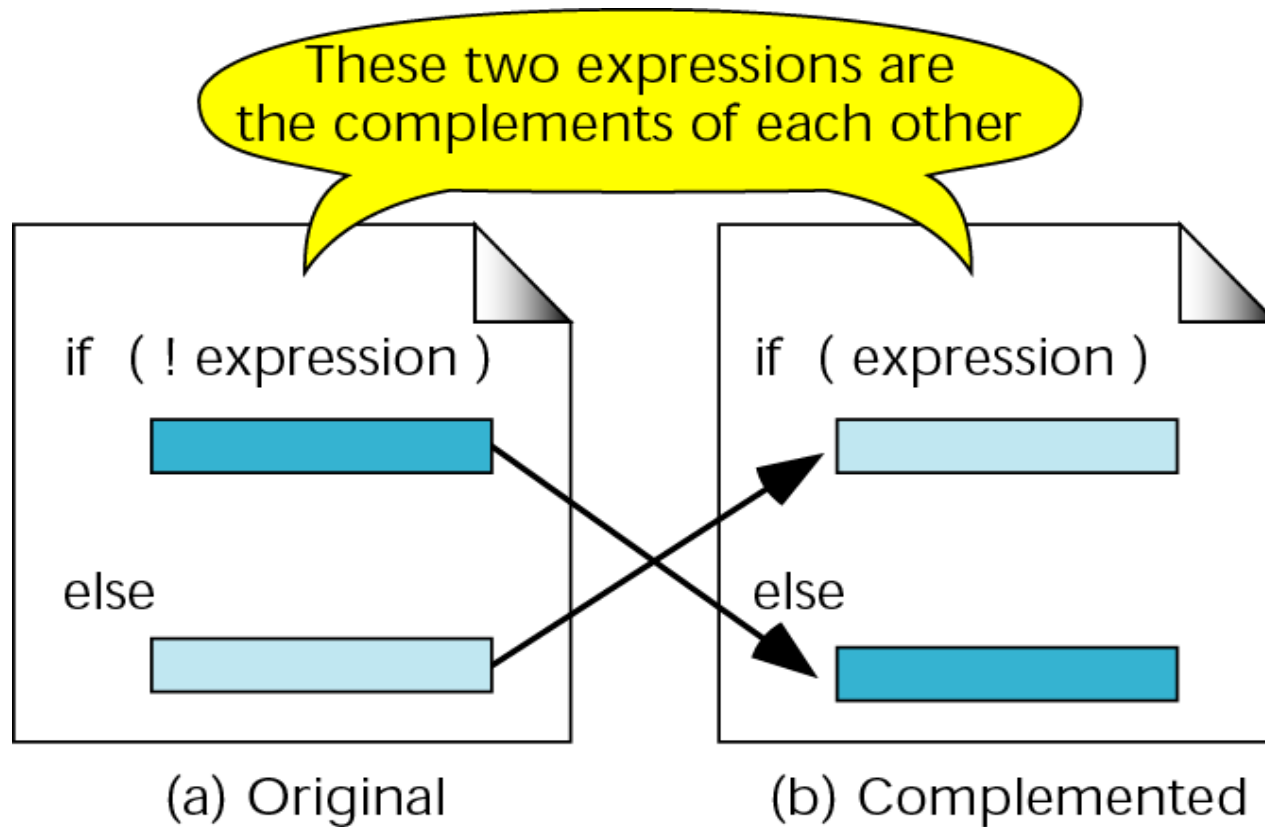 These two expressions are
the complements of each other
if ( ! expression )
else
(a) Original
if ( expression )
else
(b) Complemented